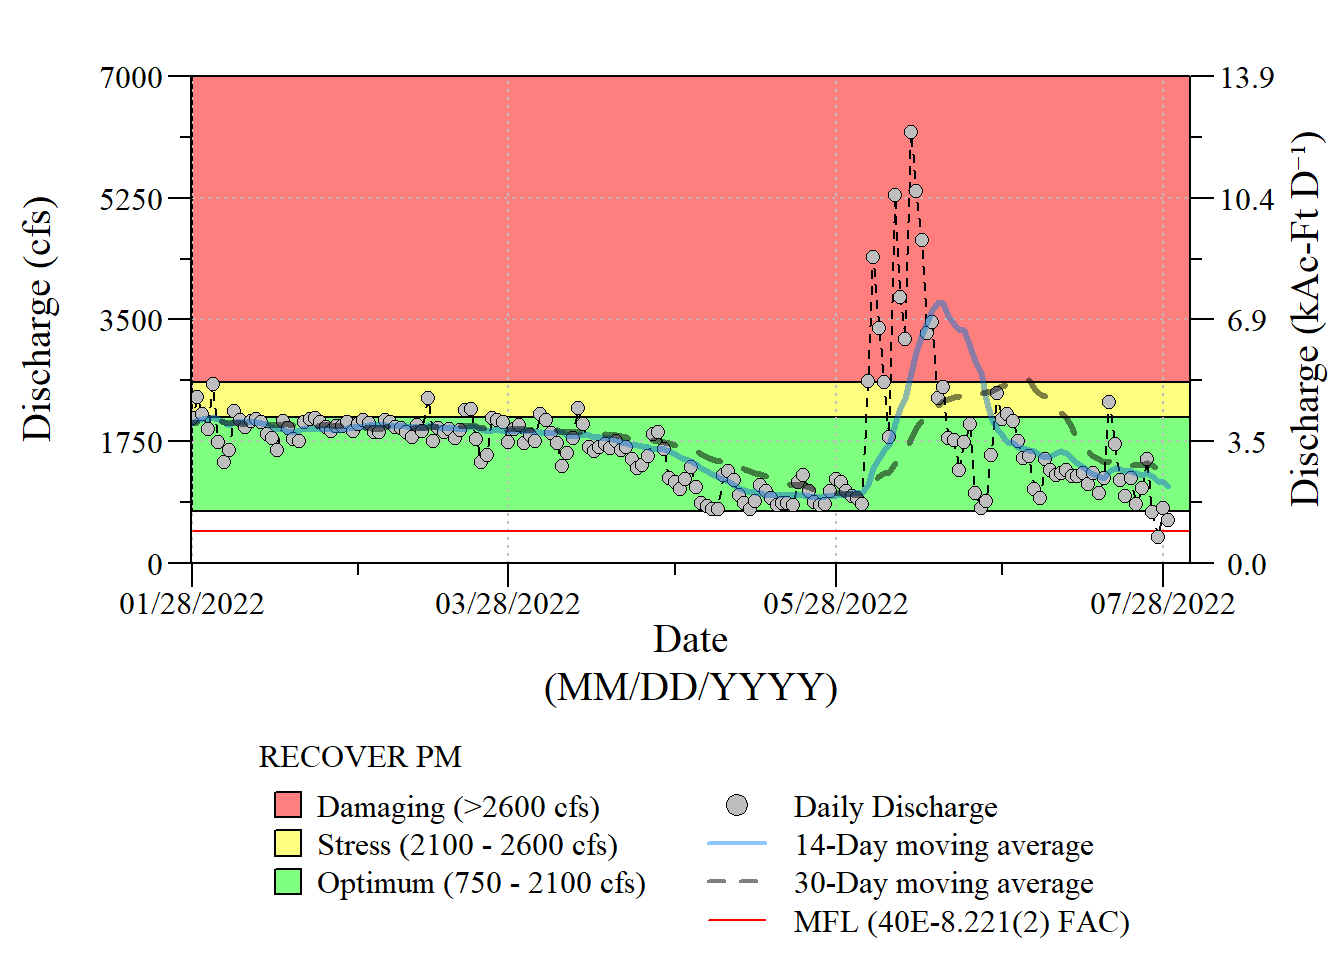 7000
5250
3500
1750
0
Discharge (cfs)
13.9
10.4
6.9
3.5
0.0
Discharge (kAc-Ft D⁻¹)
01/28/2022
03/28/2022
05/28/2022
07/28/2022
Date
(MM/DD/YYYY)
RECOVER PM
Damaging (>2600 cfs)
Stress (2100 - 2600 cfs)
Optimum (750 - 2100 cfs)
Daily Discharge
14-Day moving average
30-Day moving average
MFL (40E-8.221(2) FAC)